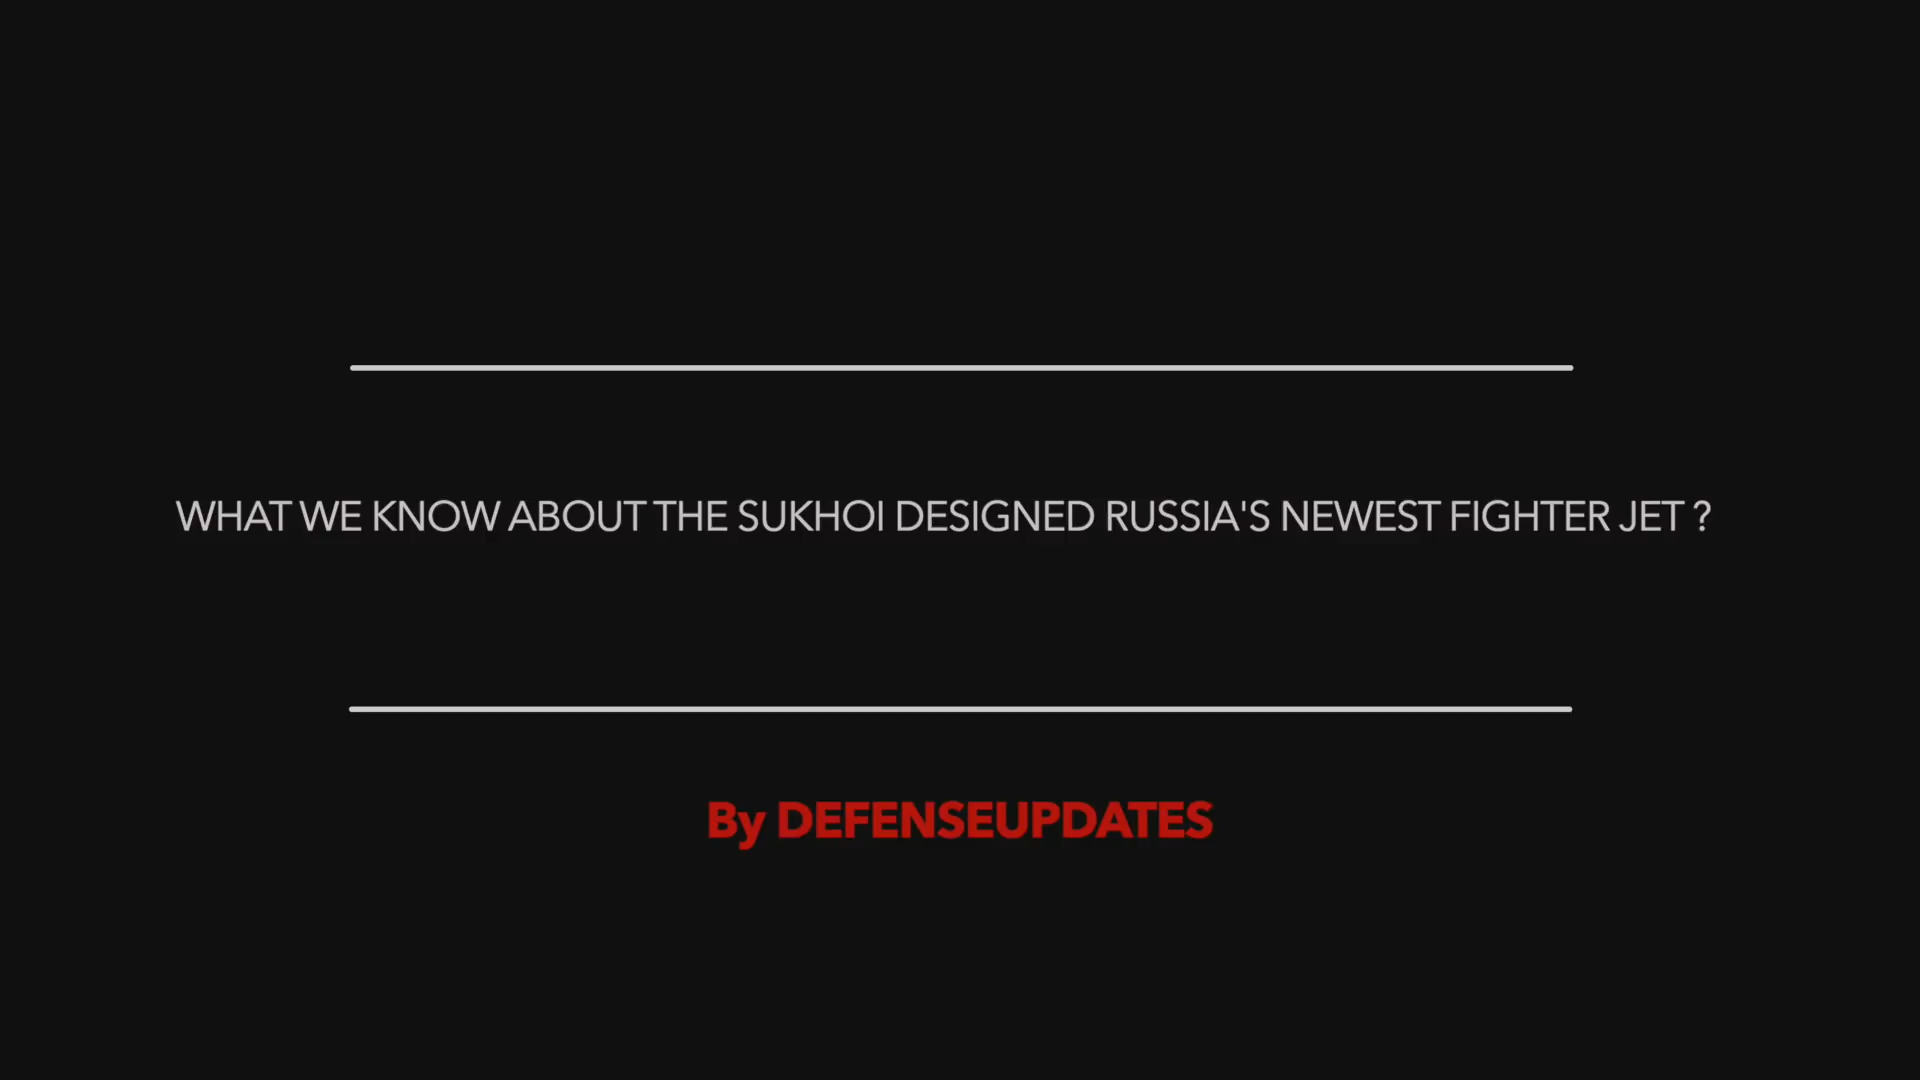 WHAT WE KNOW ABOUT THE SUKHOI DESIGNED RUSSIA'S NEWEST FIGHTER JET ?
By DEFENSEUPDATES